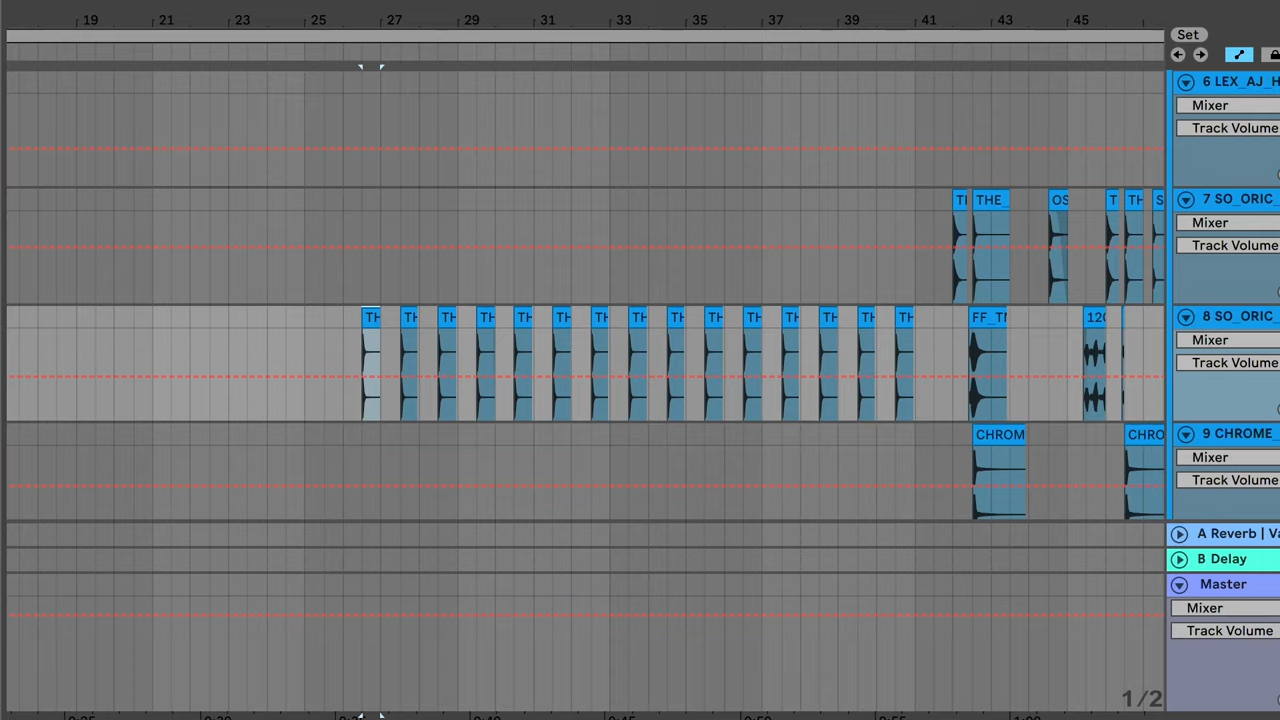 19 21 23 25 27 29 31 33 35 37 39 41 43 45
Set
6 LEX_AJ_H
Mixer
Track Volume
TI THE_ OS T TH S
7 SO_ORIC_
Mixer
Track Volume
TH TH TH TH TH TH TH TH TH TH TH TH TH TH TH FF_TM 120
8 SO_ORIC_
Mixer
Track Volume
CHROM CHRO
9 CHROME_
Mixer
Track Volume
A Reverb | Va
B Delay
Master
Mixer
Track Volume
1/2